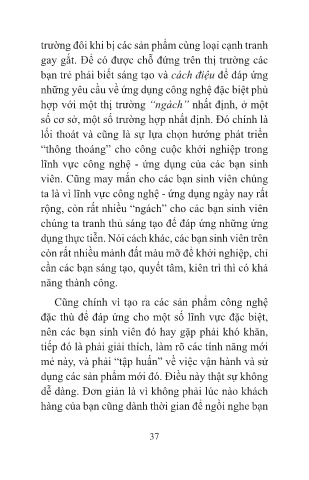 trường đôi khi bị các sản phẩm cùng loại cạnh tranh
gay gắt. Để có được chỗ đứng trên thị trường các
bạn trẻ phải biết sáng tạo và cách điệu để đáp ứng
những yêu cầu về ứng dụng công nghệ đặc biệt phù
hợp với một thị trường “ngách” nhất định, ở một
số cơ sở, một số trường hợp nhất định. Đó chính là
lối thoát và cũng là sự lựa chọn hướng phát triển
“thông thoáng” cho công cuộc khởi nghiệp trong
lĩnh vực công nghệ - ứng dụng của các bạn sinh
viên. Cũng may mắn cho các bạn sinh viên chúng
ta là vì lĩnh vực công nghệ - ứng dụng ngày nay rất
rộng, còn rất nhiều “ngách” cho các bạn sinh viên
chúng ta tranh thủ sáng tạo để đáp ứng những ứng
dụng thực tiễn. Nói cách khác, các bạn sinh viên trên
còn rất nhiều mảnh đất màu mỡ để khởi nghiệp, chỉ
cần các bạn sáng tạo, quyết tâm, kiên trì thì có khả
năng thành công.
Cũng chính vì tạo ra các sản phẩm công nghệ
đặc thù để đáp ứng cho một số lĩnh vực đặc biệt,
nên các bạn sinh viên đó hay gặp phải khó khăn,
tiếp đó là phải giải thích, làm rõ các tính năng mới
mẻ này, và phải “tập huấn” về việc vận hành và sử
dụng các sản phẩm mới đó. Điều này thật sự không
dễ dàng. Đơn giản là vì không phải lúc nào khách
hàng của bạn cũng dành thời gian để ngồi nghe bạn
37